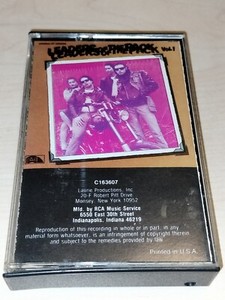 LEADERS OF THE PACK
Vol.1
C163607
Laurie Productions, Inc.
20-F Robert Pitt Drive
Monsey, New York 10952
Mfd. by RCA Music Service
6550 East 30th Street
Indianapolis, Indiana 46219
Reproduction of this recording in whole or in part, in any
material form whatsoever, is an infringement of copyright therein
and subject to the remedies provided by law.
Printed in U.S.A.